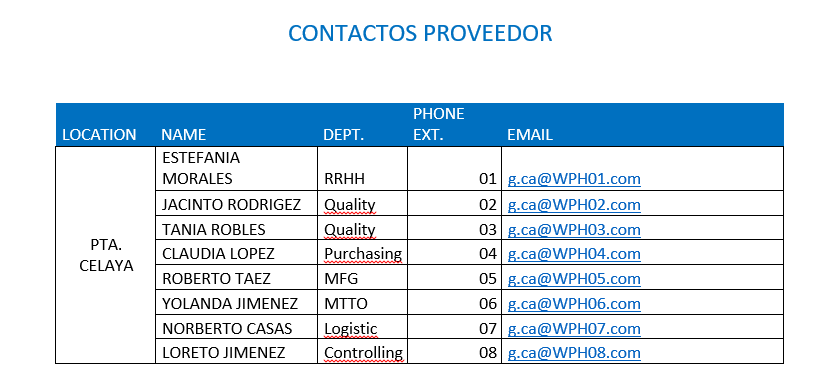 CONTACTOS PROVEEDOR
LOCATION NAME DEPT. PHONE EXT. EMAIL
PTA. CELAYA
ESTEFANIA MORALES RRHH 01 g.ca@WPH01.com
JACINTO RODRIGEZ Quality 02 g.ca@WPH02.com
TANIA ROBLES Quality 03 g.ca@WPH03.com
CLAUDIA LOPEZ Purchasing 04 g.ca@WPH04.com
ROBERTO TAEZ MFG 05 g.ca@WPH05.com
YOLANDA JIMENEZ MTTO 06 g.ca@WPH06.com
NORBERTO CASAS Logistic 07 g.ca@WPH07.com
LORETO JIMENEZ Controlling 08 g.ca@WPH08.com